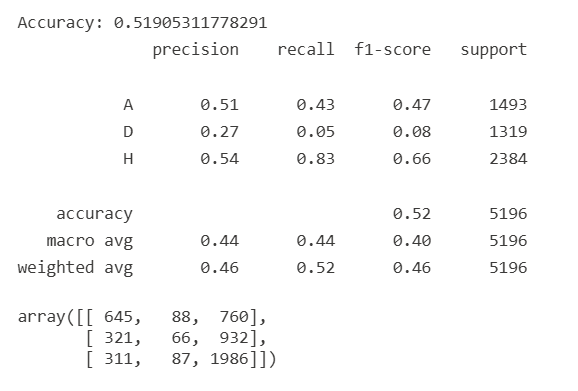 Accuracy: 0.51905311778291
precision recall f1-score support
A 0.51 0.43 0.47 1493
D 0.27 0.05 0.08 1319
H 0.54 0.83 0.66 2384
accuracy 0.52 5196
macro avg 0.44 0.44 0.40 5196
weighted avg 0.46 0.52 0.46 5196
array([[ 645, 88, 760],
[ 321, 66, 932],
[ 311, 87, 1986]])